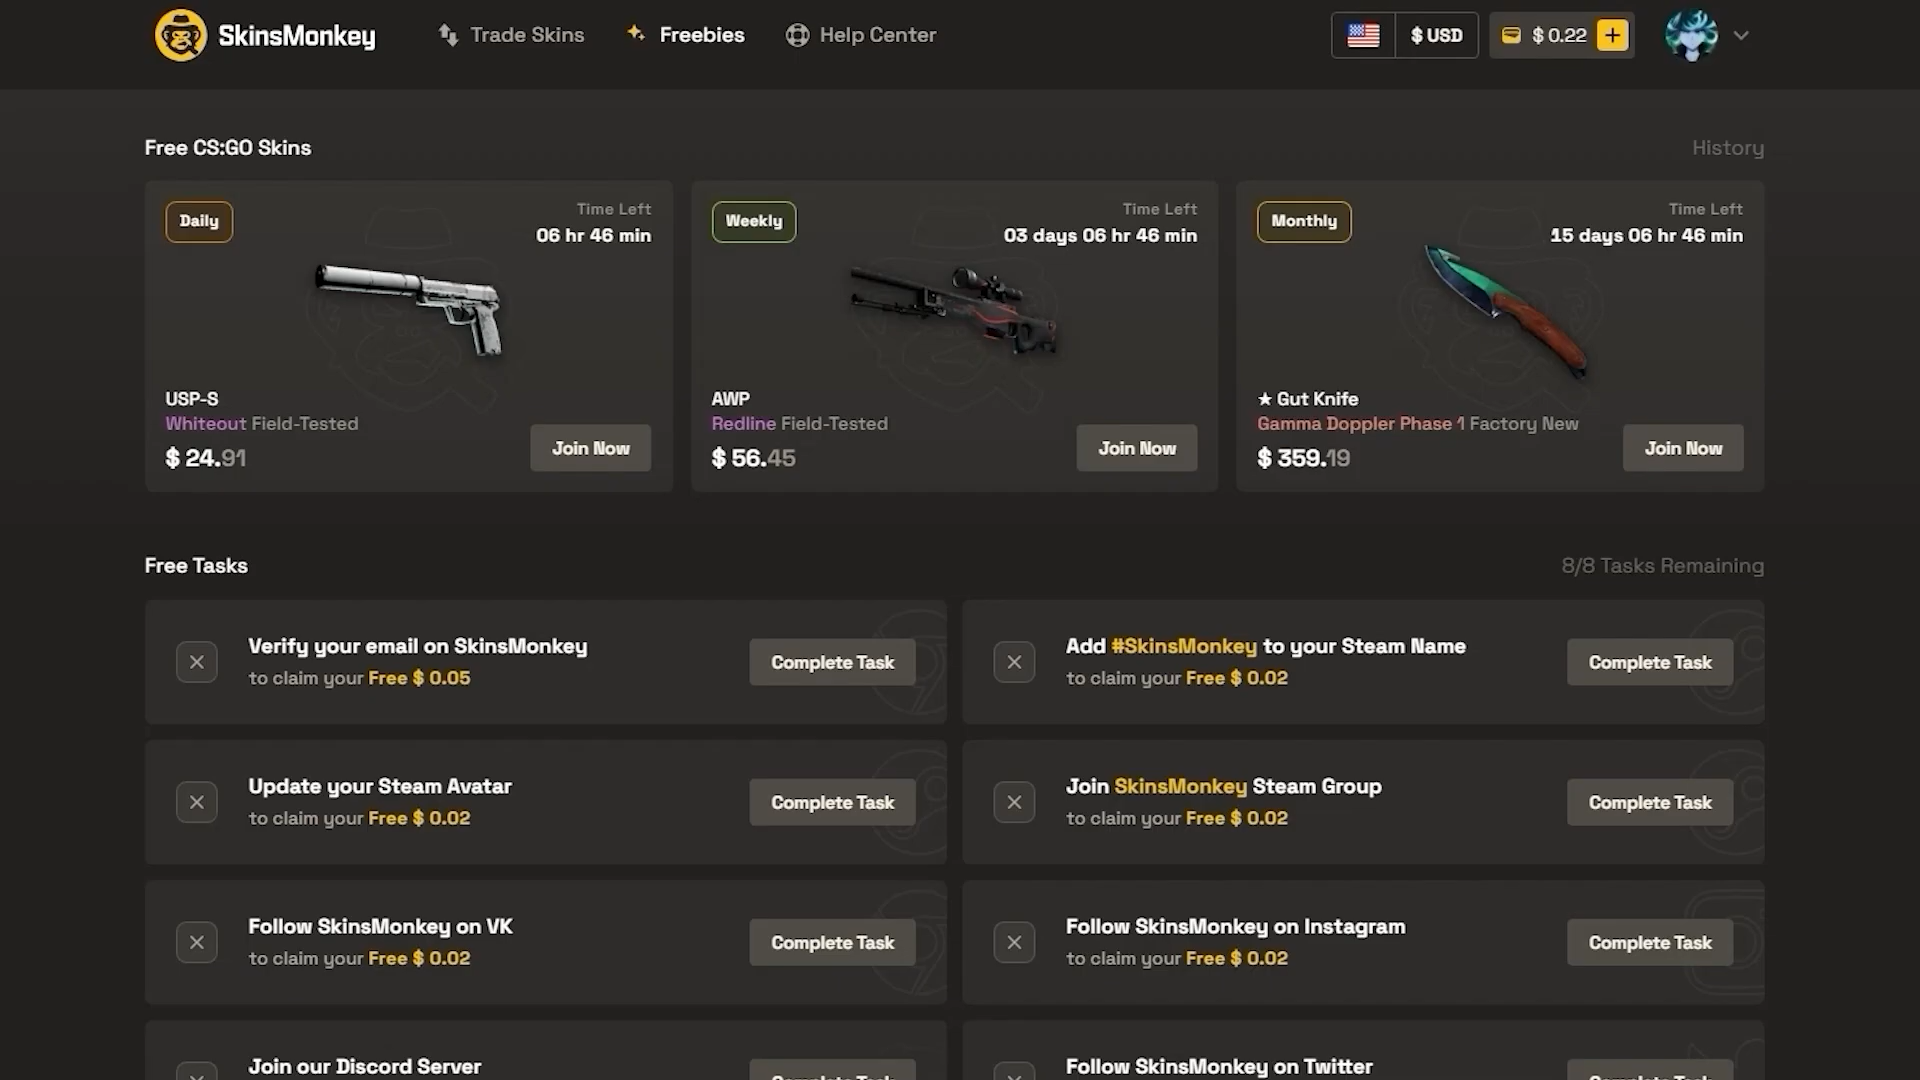 SkinsMonkey
Trade Skins
Freebies
Help Center
$ USD
$ 0.22 +
Free CS:GO Skins
History
Daily
Time Left
06 hr 46 min
USP-S
Whiteout Field-Tested
$ 24.91
Join Now
Weekly
Time Left
03 days 06 hr 46 min
AWP
Redline Field-Tested
$ 56.45
Join Now
Monthly
Time Left
15 days 06 hr 46 min
★ Gut Knife
Gamma Doppler Phase 1 Factory New
$ 359.19
Join Now
Free Tasks
8/8 Tasks Remaining
Verify your email on SkinsMonkey
to claim your Free $ 0.05
Complete Task
Add #SkinsMonkey to your Steam Name
to claim your Free $ 0.02
Complete Task
Update your Steam Avatar
to claim your Free $ 0.02
Complete Task
Join SkinsMonkey Steam Group
to claim your Free $ 0.02
Complete Task
Follow SkinsMonkey on VK
to claim your Free $ 0.02
Complete Task
Follow SkinsMonkey on Instagram
to claim your Free $ 0.02
Complete Task
Join our Discord Server
Complete Task
Follow SkinsMonkey on Twitter
Complete Task